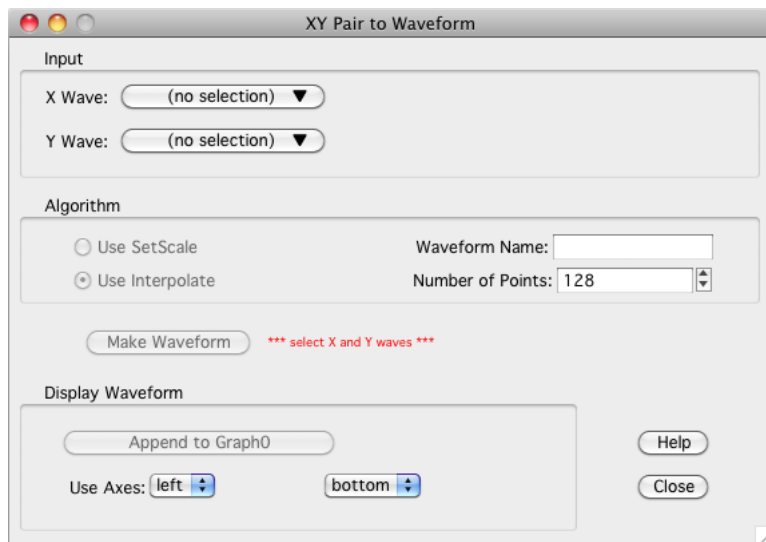 XY Pair to Waveform
Input
X Wave: (no selection) ▼
Y Wave: (no selection) ▼
Algorithm
Use SetScale Waveform Name:
Use Interpolate Number of Points: 128
Make Waveform *** select X and Y waves ***
Display Waveform
Append to Graph0 Help
Use Axes: left bottom Close